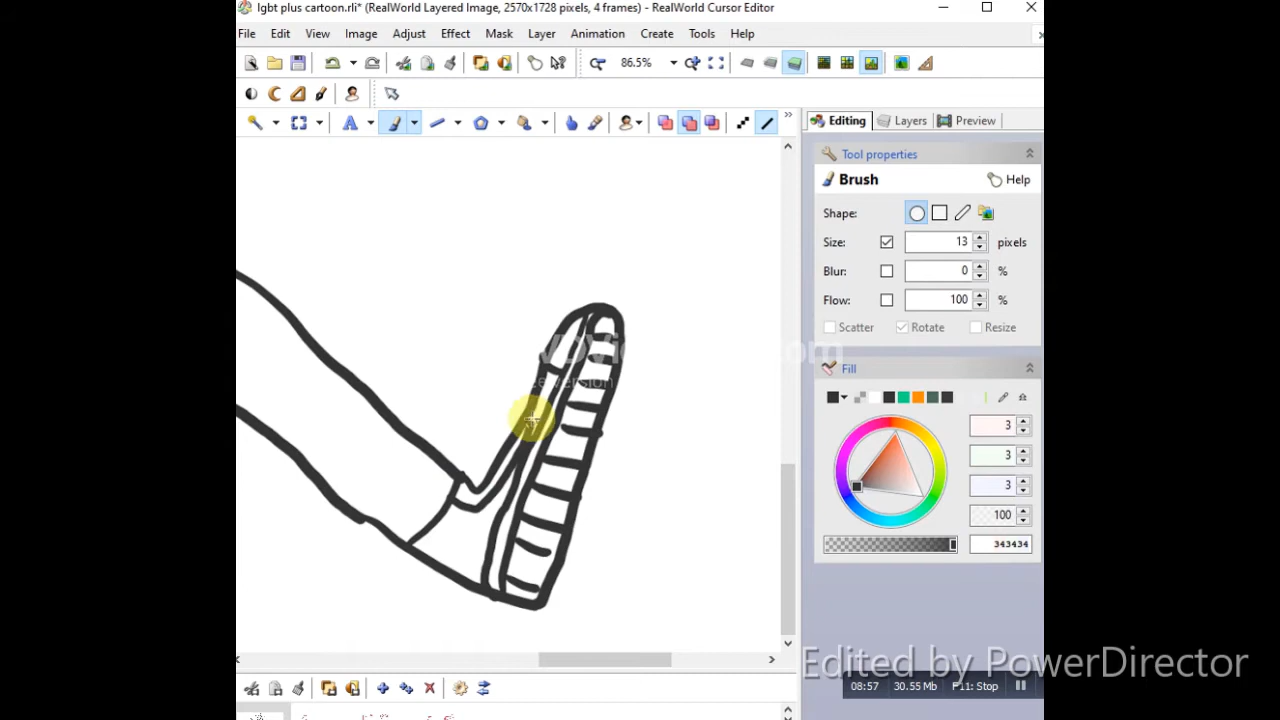 lgbt plus cartoon.rli* (RealWorld Layered Image, 2570x1728 pixels, 4 frames) - RealWorld Cursor Editor
File Edit View Image Adjust Effect Mask Layer Animation Create Tools Help
86.5%
Editing Layers Preview
Tool properties
Brush Help
Shape:
Size: 13 pixels
Blur: 0 %
Flow: 100 %
Scatter Rotate Resize
Fill
3
3
3
100
343434
Edited by PowerDirector
08:57 30.55 Mb F11: Stop